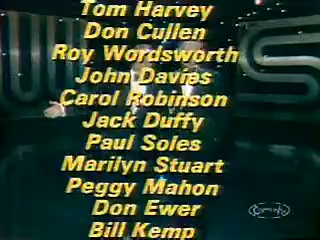 Tom Harvey
Don Cullen
Roy Wordsworth
John Davies
Carol Robinson
Jack Duffy
Paul Soles
Marilyn Stuart
Peggy Mahon
Don Ewer
Bill Kemp